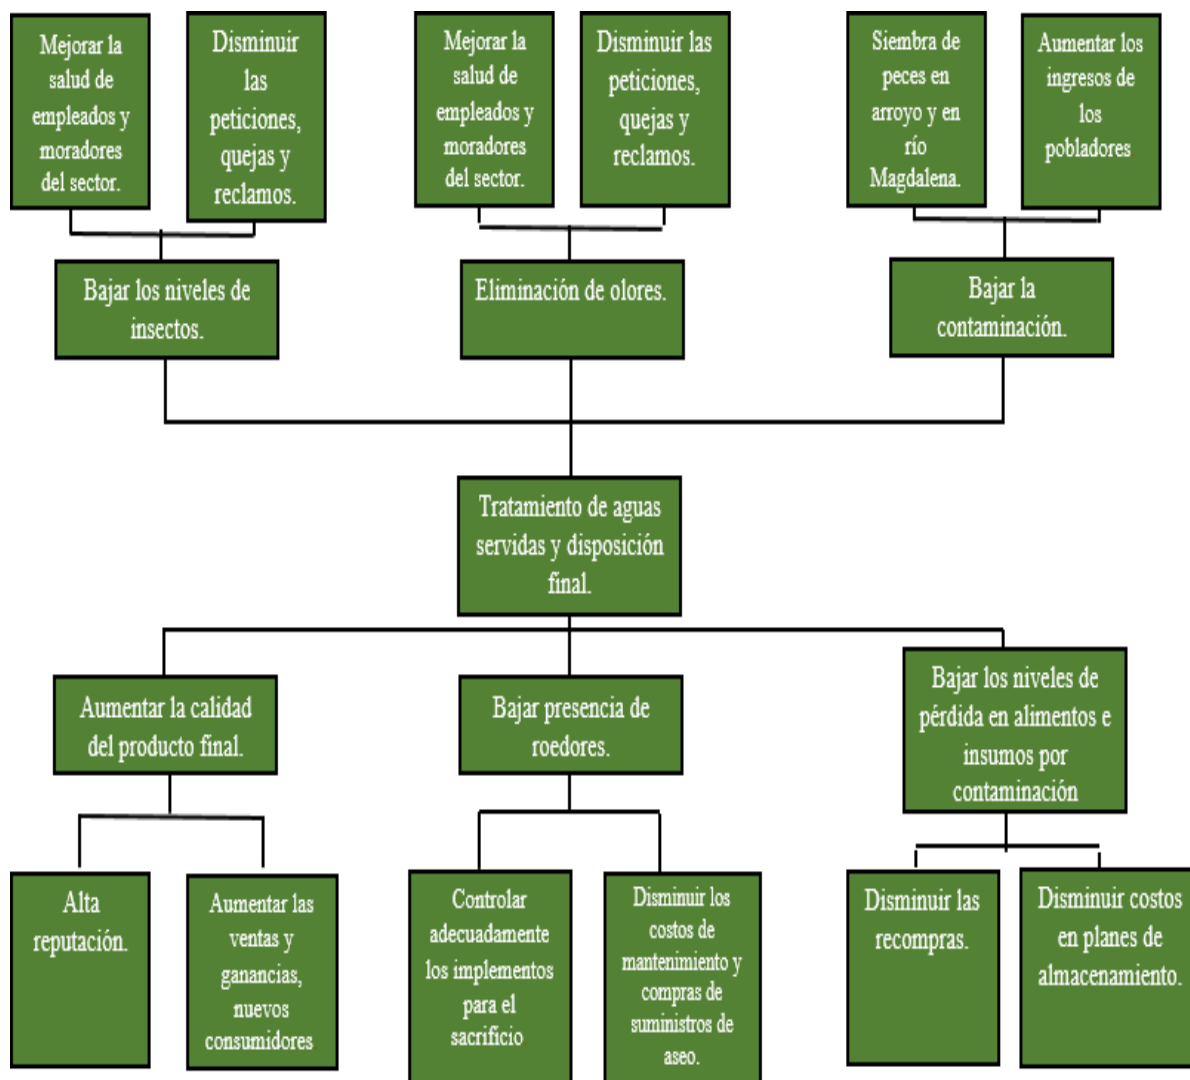 Mejorar la
salud de
empleados y
moradores
del sector.
Disminuir
las
peticiones,
quejas y
reclamos.
Mejorar la
salud de
empleados y
moradores
del sector.
Disminuir las
peticiones,
quejas y
reclamos.
Siembra de
peces en
arroyo y en
río
Magdalena.
Aumentar los
ingresos de
los
pobladores
Bajar los niveles de
insectos.
Eliminación de olores.
Bajar la
contaminación.
Tratamiento de aguas
servidas y disposición
final.
Aumentar la calidad
del producto final.
Bajar presencia de
roedores.
Bajar los niveles de
pérdida en alimentos e
insumos por
contaminación
Alta
reputación.
Aumentar las
ventas y
ganancias,
nuevos
consumidores
Controlar
adecuadamente
los implementos
para el
sacrificio
Disminuir los
costos de
mantenimiento y
compras de
suministros de
aseo.
Disminuir las
recompras.
Disminuir costos
en planes de
almacenamiento.